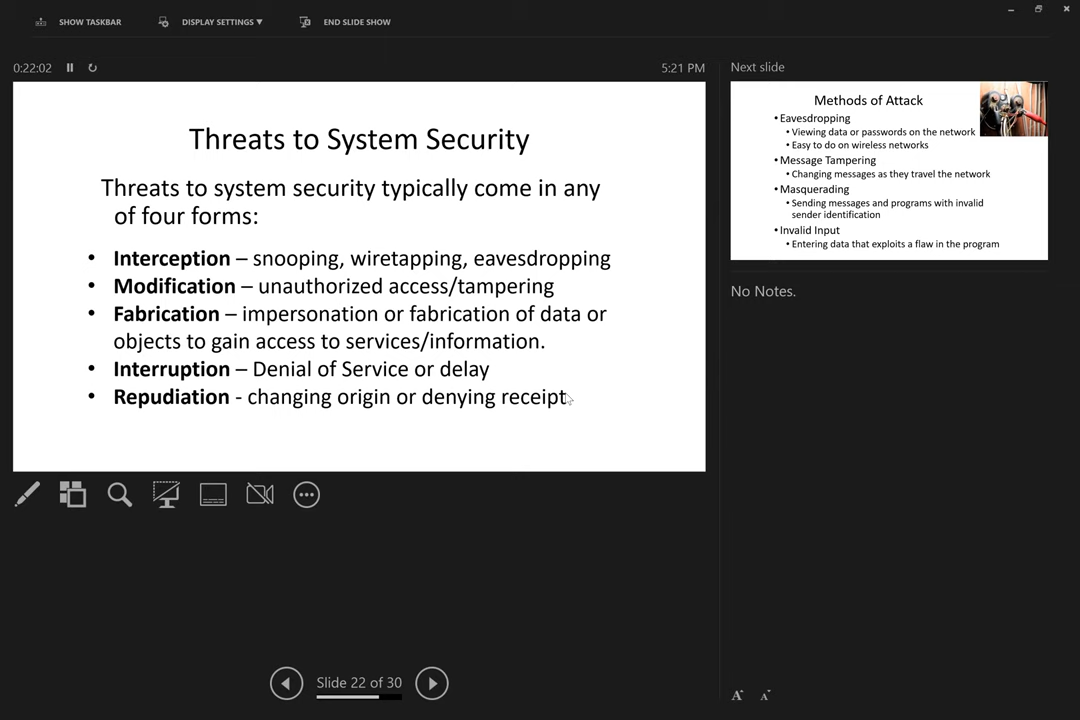 SHOW TASKBAR
DISPLAY SETTINGS ▼
END SLIDE SHOW
0:22:02
5:21 PM
Threats to System Security
Threats to system security typically come in any
of four forms:
• Interception – snooping, wiretapping, eavesdropping
• Modification – unauthorized access/tampering
• Fabrication – impersonation or fabrication of data or
objects to gain access to services/information.
• Interruption – Denial of Service or delay
• Repudiation - changing origin or denying receipt
Slide 22 of 30
Next slide
Methods of Attack
• Eavesdropping
• Viewing data or passwords on the network
• Easy to do on wireless networks
• Message Tampering
• Changing messages as they travel the network
• Masquerading
• Sending messages and programs with invalid
sender identification
• Invalid Input
• Entering data that exploits a flaw in the program
No Notes.
A A